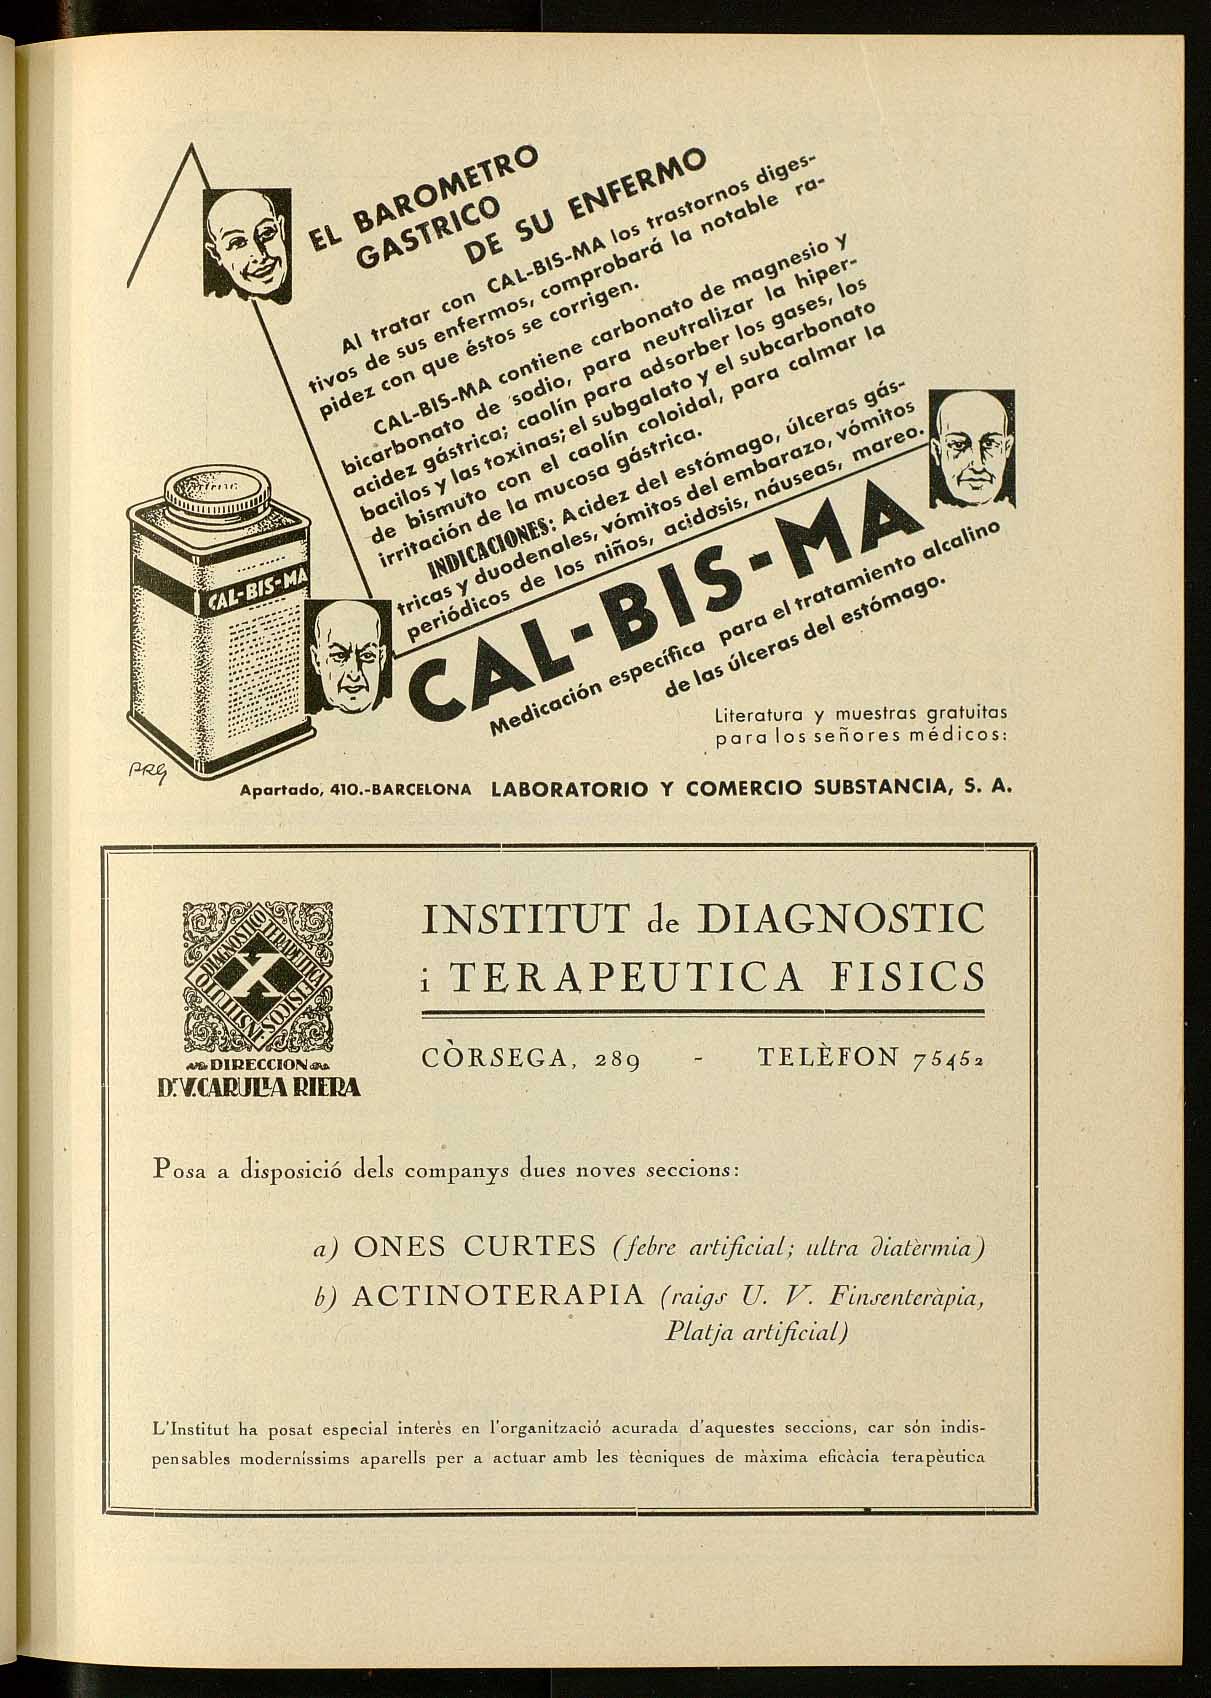 EL BAROMETRO
GASTRICO
DE SU ENFERMO
Al tratar con CAL-BIS-MA los trastornos diges-
tivos de sus enfermos, comprobará la notable ra-
pidez con que éstos se corrigen.
CAL-BIS-MA contiene carbonato de magnesio y
bicarbonato de sodio, para neutralizar la hiper-
acidez gástrica; caolín para adsorber los gases, los
bacilos y las toxinas; el subgalato y el subcarbonato
de bismuto con el caolín coloidal, para calmar la
irritación de la mucosa gástrica.
INDICACIONES: Acidez del estómago, úlceras gás-
tricas y duodenales, vómitos del embarazo, vómitos
periódicos de los niños, acidosis, náuseas, mareo.
CAL-BIS-MA
CAL-BIS-MA
Medicación específica para el tratamiento alcalino
de las úlceras del estómago.
Literatura y muestras gratuitas
para los señores médicos:
PRG
Apartado, 410.-BARCELONA LABORATORIO Y COMERCIO SUBSTANCIA, S. A.
INSTITUTO DIAGNOSTICO TERAPEUTICA FISICOS
X
DIRECCION
Dr. V. CARULLA RIERA
INSTITUT de DIAGNOSTIC
i TERAPEUTICA FISICS
CÒRSEGA, 289 - TELÈFON 75452
Posa a disposició dels companys dues noves seccions:
a) ONES CURTES (febre artificial; ultra diatèrmia)
b) ACTINOTERAPIA (raigs U. V. Finsenteràpia,
Platja artificial)
L'Institut ha posat especial interès en l'organització acurada d'aquestes seccions, car són indis-
pensables moderníssims aparells per a actuar amb les tècniques de màxima eficàcia terapèutica